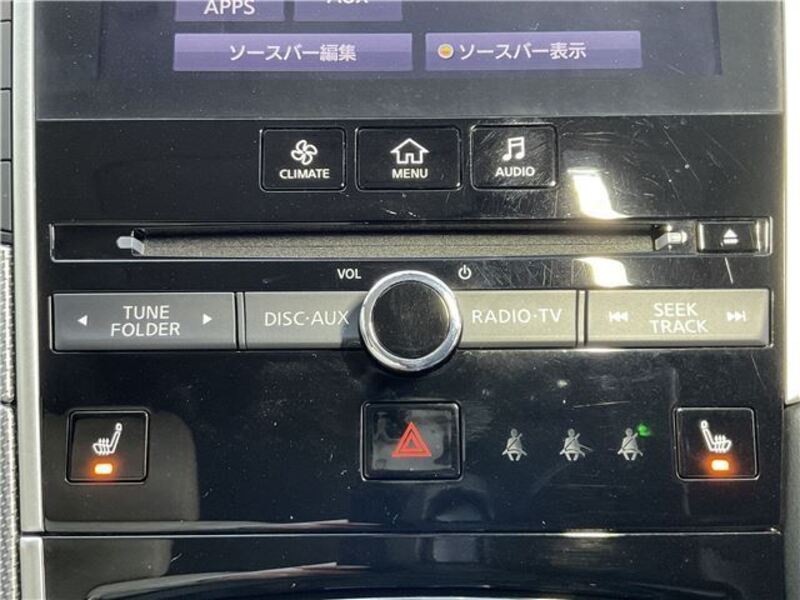 APPS
AUX
ソースバー編集
ソースバー表示
CLIMATE
MENU
AUDIO
VOL
TUNE
FOLDER
DISC·AUX
RADIO·TV
SEEK
TRACK